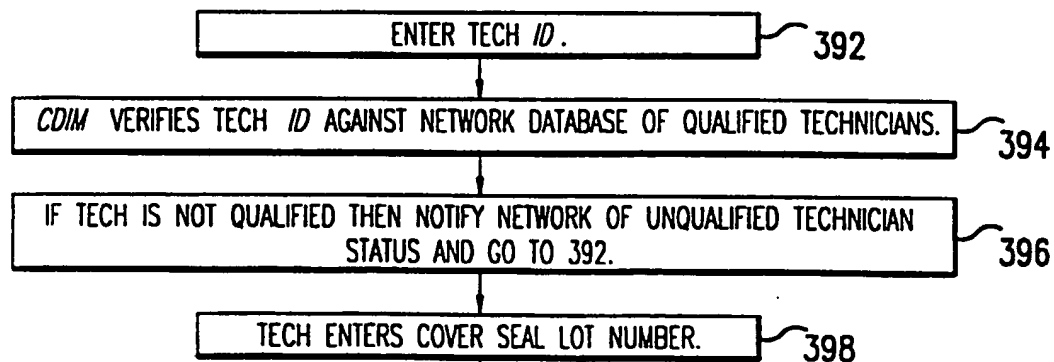 ENTER TECH ID.
392
CDIM VERIFIES TECH ID AGAINST NETWORK DATABASE OF QUALIFIED TECHNICIANS.
394
IF TECH IS NOT QUALIFIED THEN NOTIFY NETWORK OF UNQUALIFIED TECHNICIAN
STATUS AND GO TO 392.
396
TECH ENTERS COVER SEAL LOT NUMBER.
398